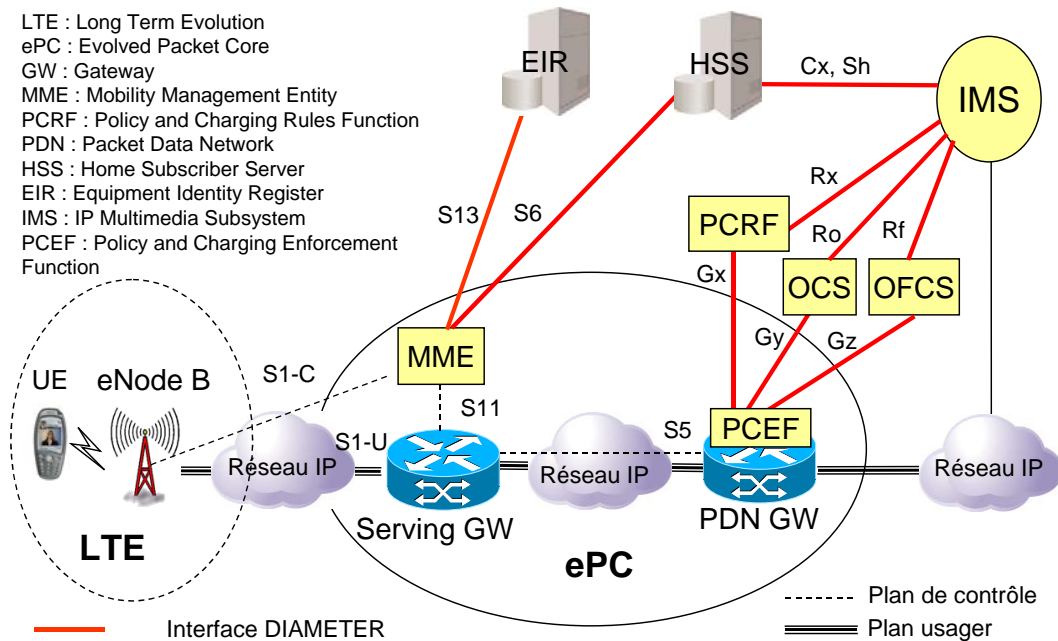 LTE : Long Term Evolution
ePC : Evolved Packet Core
GW : Gateway
MME : Mobility Management Entity
PCRF : Policy and Charging Rules Function
PDN : Packet Data Network
HSS : Home Subscriber Server
EIR : Equipment Identity Register
IMS : IP Multimedia Subsystem
PCEF : Policy and Charging Enforcement
Function
EIR
HSS
Cx, Sh
IMS
S13
S6
Rx
PCRF
Ro
Rf
Gx
OCS
OFCS
MME
Gy
Gz
UE
eNode B
S1-C
S11
S1-U
S5
PCEF
Réseau IP
Réseau IP
Réseau IP
Serving GW
PDN GW
LTE
ePC
Plan de contrôle
Interface DIAMETER
Plan usager